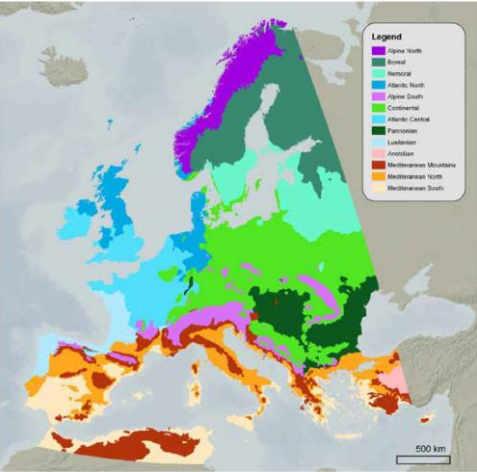 Legend
Alpine North
Boreal
Nemoral
Atlantic North
Alpine South
Continental
Atlantic Central
Pannonian
Lusitanian
Anatolian
Mediterranean Mountains
Mediterranean North
Mediterranean South
500 km